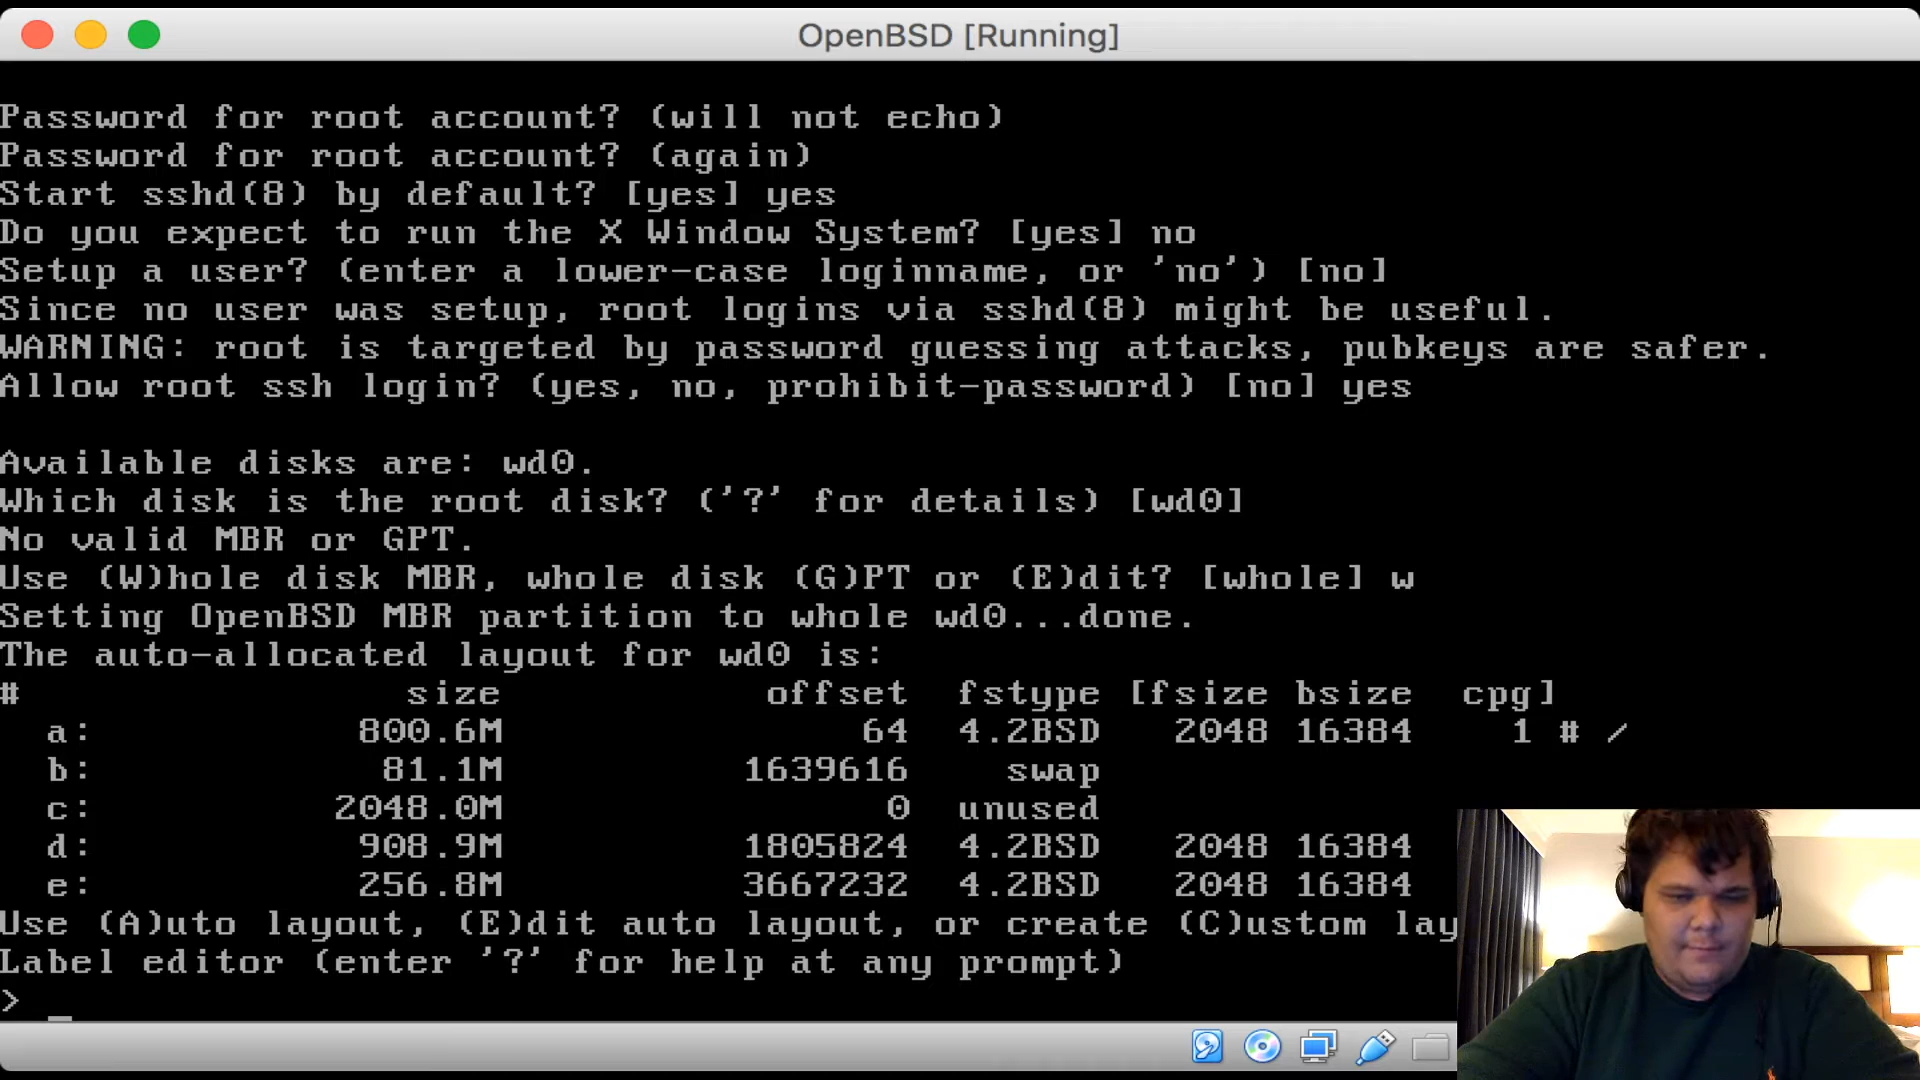 OpenBSD [Running]
Password for root account? (will not echo)
Password for root account? (again)
Start sshd(8) by default? [yes] yes
Do you expect to run the X Window System? [yes] no
Setup a user? (enter a lower-case loginname, or 'no') [no]
Since no user was setup, root logins via sshd(8) might be useful.
WARNING: root is targeted by password guessing attacks, pubkeys are safer.
Allow root ssh login? (yes, no, prohibit-password) [no] yes
Available disks are: wd0.
Which disk is the root disk? ('?' for details) [wd0]
No valid MBR or GPT.
Use (W)hole disk MBR, whole disk (G)PT or (E)dit? [whole] w
Setting OpenBSD MBR partition to whole wd0...done.
The auto-allocated layout for wd0 is:
# size offset fstype [fsize bsize cpg]
a: 800.6M 64 4.2BSD 2048 16384 1 # /
b: 81.1M 1639616 swap
c: 2048.0M 0 unused
d: 908.9M 1805824 4.2BSD 2048 16384
e: 256.8M 3667232 4.2BSD 2048 16384
Use (A)uto layout, (E)dit auto layout, or create (C)ustom lay
Label editor (enter '?' for help at any prompt)
>